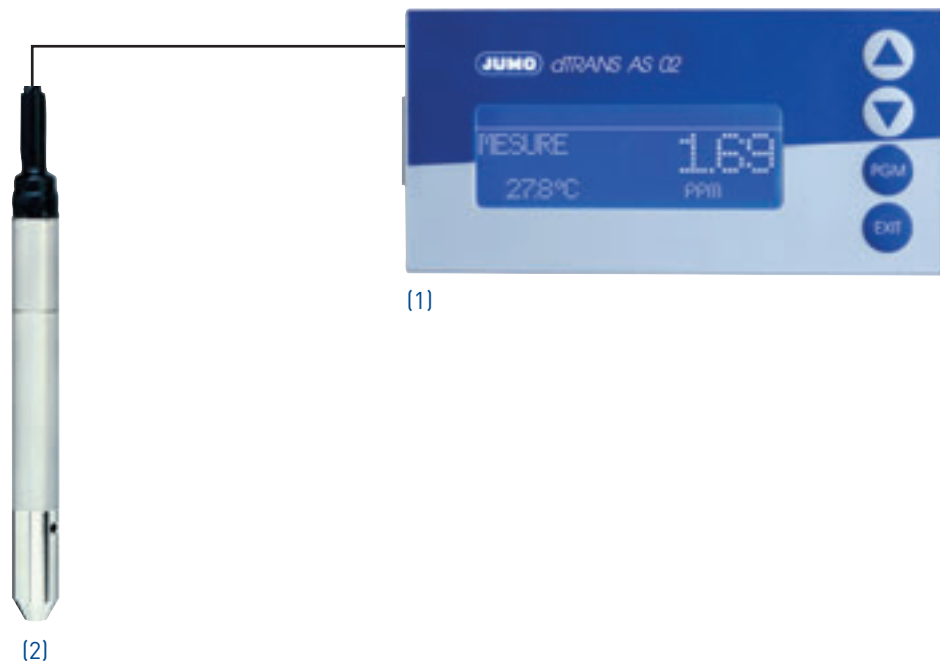 JUMO dTRANS AS 02
MESURE 1.69
27.8°C PPM
PGM
EXIT
(1)
(2)